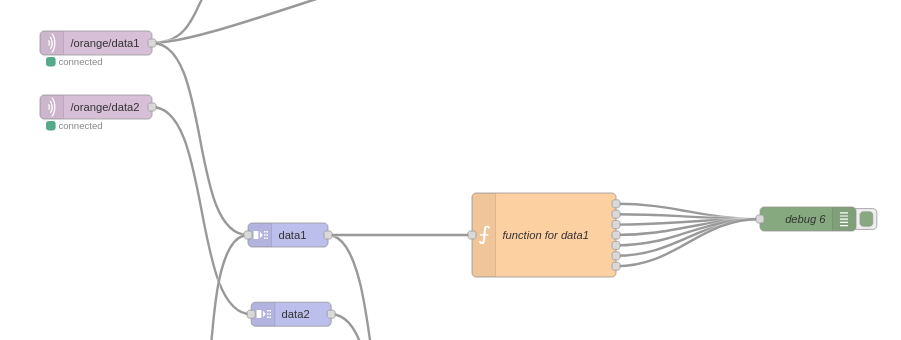 /orange/data1
connected
/orange/data2
connected
data1
function for data1
debug 6
data2